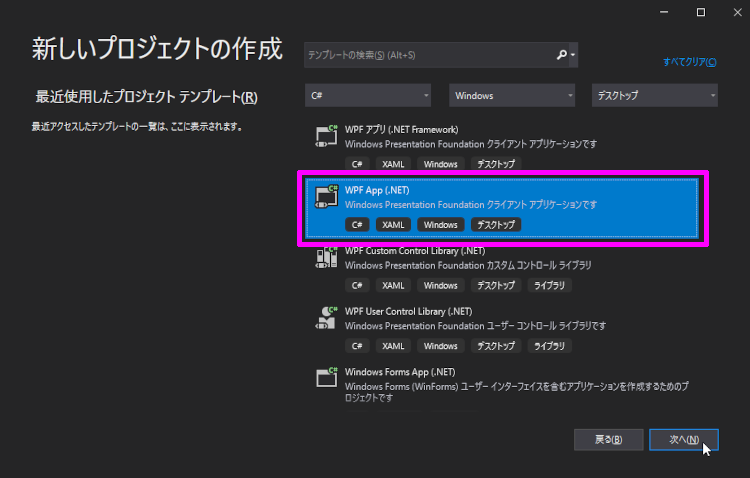 新しいプロジェクトの作成
最近使用したプロジェクト テンプレート(R)
最近アクセスしたテンプレートの一覧は、ここに表示されます。
テンプレートの検索(S) (Alt+S)
すべてクリア(C)
C# Windows デスクトップ
C#
WPF アプリ (.NET Framework)
Windows Presentation Foundation クライアント アプリケーションです
C# XAML Windows デスクトップ
C#
WPF App (.NET)
Windows Presentation Foundation クライアント アプリケーションです
C# XAML Windows デスクトップ
C#
WPF Custom Control Library (.NET)
Windows Presentation Foundation カスタム コントロール ライブラリ
C# XAML Windows デスクトップ ライブラリ
C#
WPF User Control Library (.NET)
Windows Presentation Foundation ユーザー コントロール ライブラリです
C# XAML Windows デスクトップ ライブラリ
C#
Windows Forms App (.NET)
Windows Forms (WinForms) ユーザー インターフェイスを含むアプリケーションを作成するためのプ
ロジェクトです
戻る(B) 次へ(N)